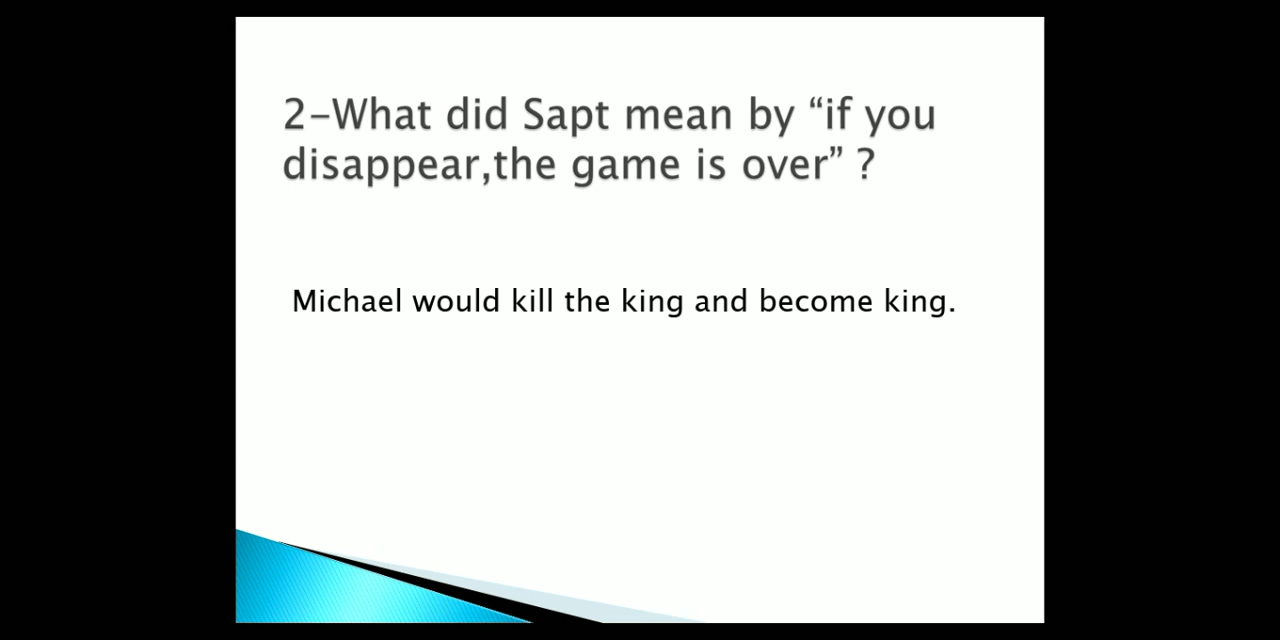 2-What did Sapt mean by “if you
disappear,the game is over” ?
Michael would kill the king and become king.